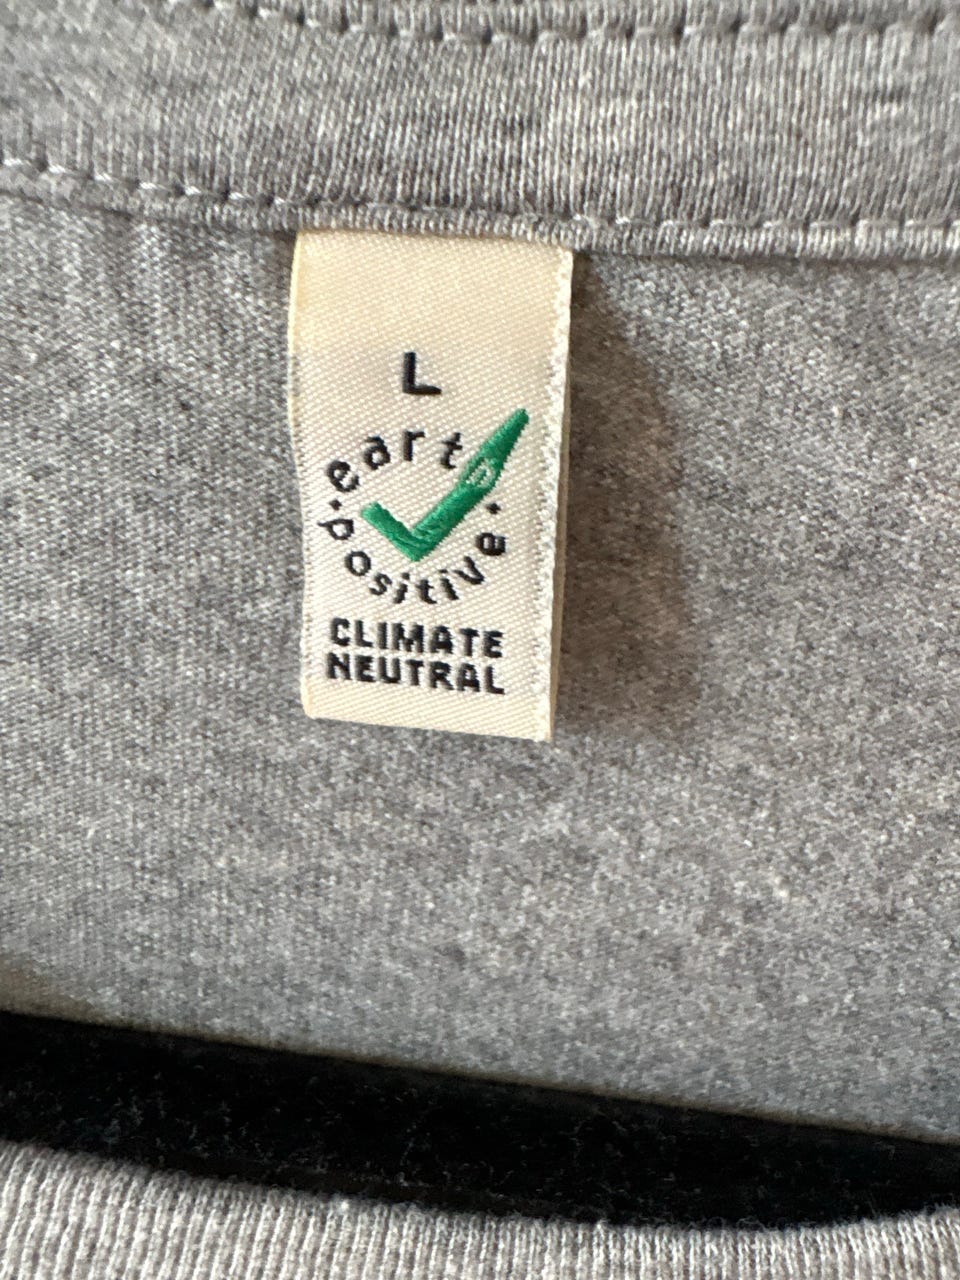 L
eart
positive
CLIMATE
NEUTRAL